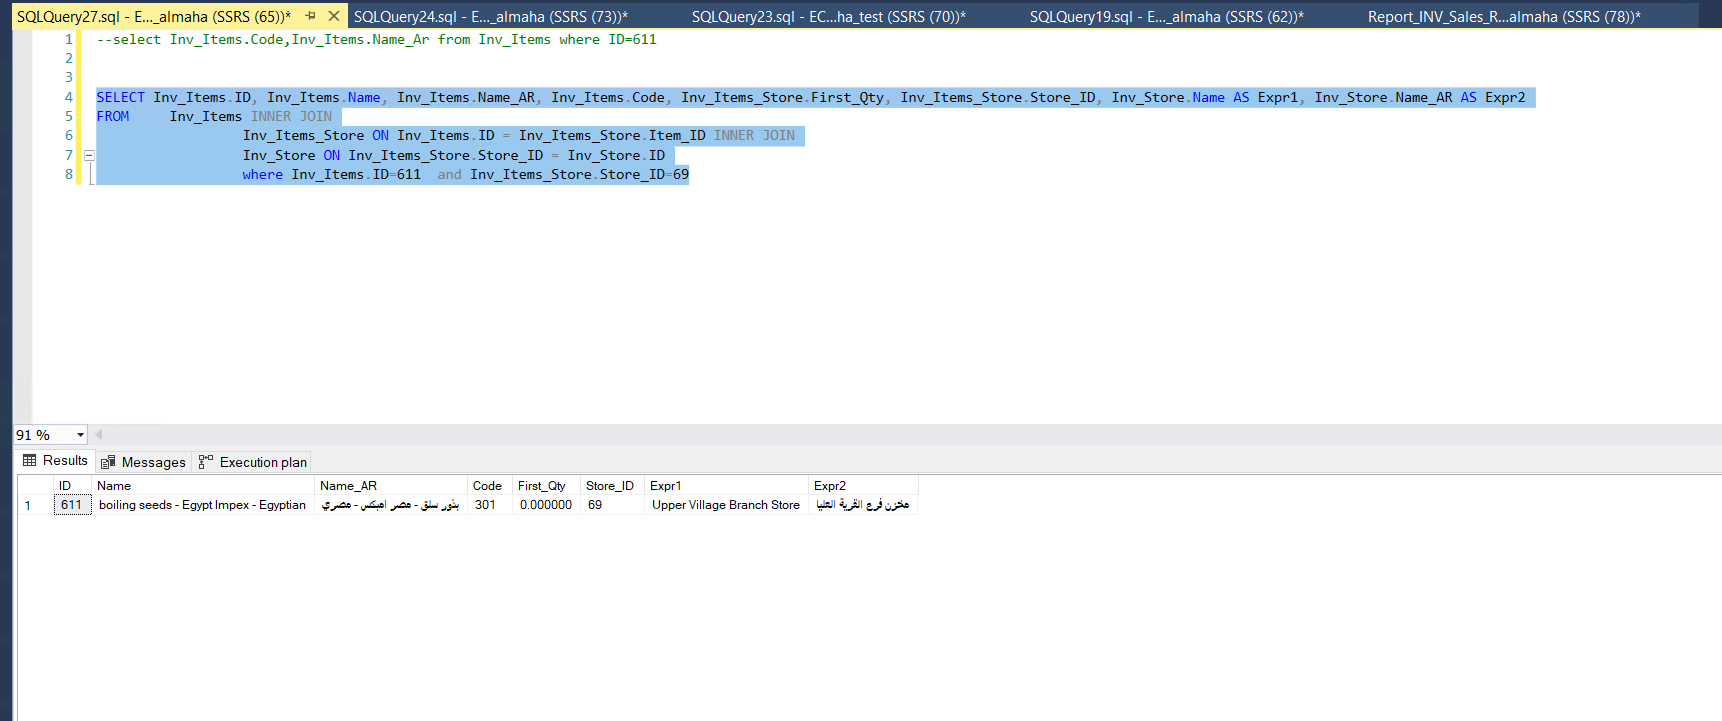 SQLQuery27.sql - E..._almaha (SSRS (65))* SQLQuery24.sql - E..._almaha (SSRS (73))* SQLQuery23.sql - EC...ha_test (SSRS (70))* SQLQuery19.sql - E..._almaha (SSRS (62))* Report_INV_Sales_R...almaha (SSRS (78))*
1 --select Inv_Items.Code,Inv_Items.Name_Ar from Inv_Items where ID=611
2
3
4 SELECT Inv_Items.ID, Inv_Items.Name, Inv_Items.Name_AR, Inv_Items.Code, Inv_Items_Store.First_Qty, Inv_Items_Store.Store_ID, Inv_Store.Name AS Expr1, Inv_Store.Name_AR AS Expr2
5 FROM Inv_Items INNER JOIN
6 Inv_Items_Store ON Inv_Items.ID = Inv_Items_Store.Item_ID INNER JOIN
7 Inv_Store ON Inv_Items_Store.Store_ID = Inv_Store.ID
8 where Inv_Items.ID=611 and Inv_Items_Store.Store_ID=69
91 %
Results Messages Execution plan
ID Name Name_AR Code First_Qty Store_ID Expr1 Expr2
1 611 boiling seeds - Egypt Impex - Egyptian بذور سلق - مصر امبكس - مصري 301 0.000000 69 Upper Village Branch Store مخزن فرع القرية العليا